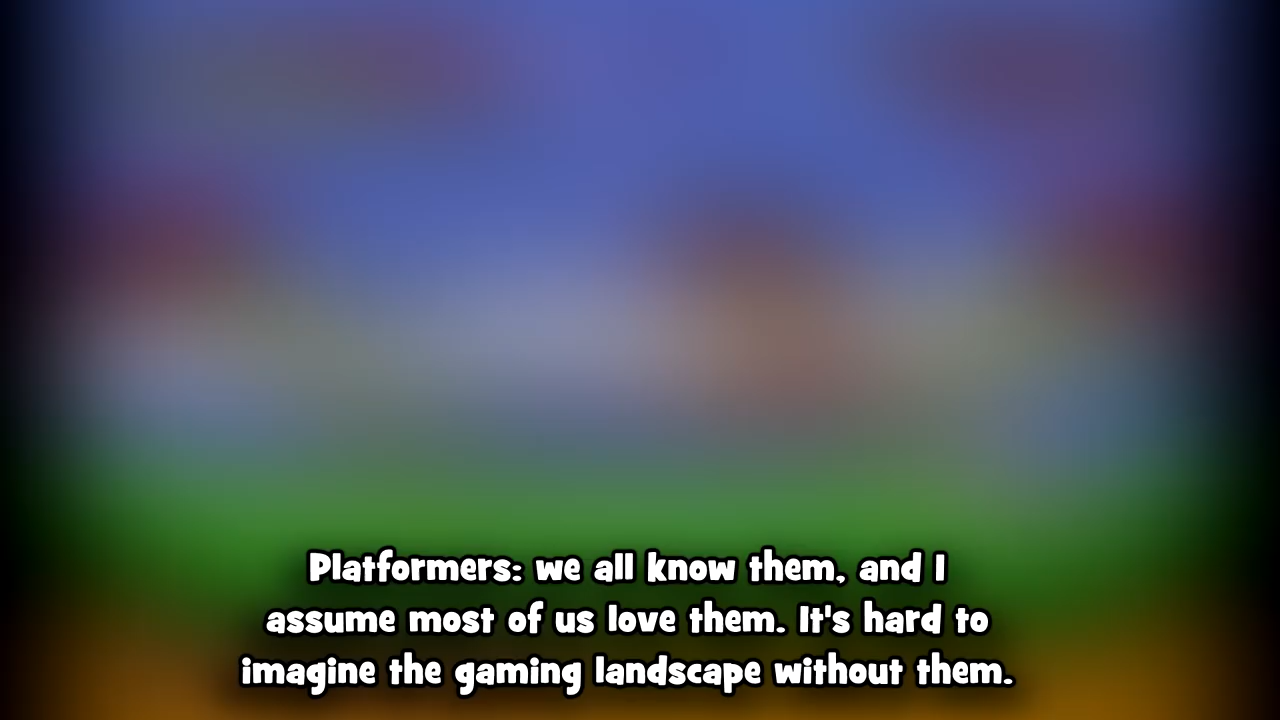 Platformers: we all know them, and I
assume most of us love them. It's hard to
imagine the gaming landscape without them.